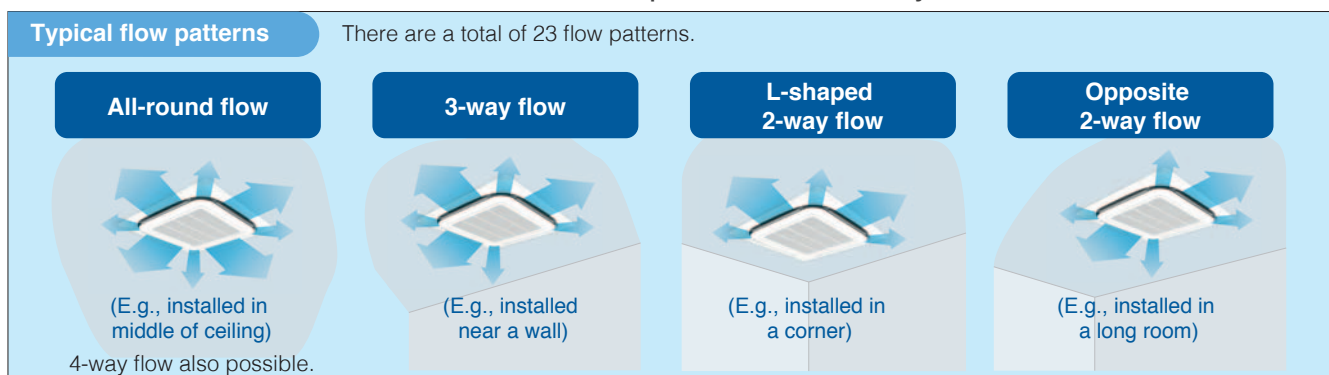 Typical flow patterns
There are a total of 23 flow patterns.
All-round flow
3-way flow
L-shaped
2-way flow
Opposite
2-way flow
(E.g., installed in
middle of ceiling)
(E.g., installed
near a wall)
(E.g., installed in
a corner)
(E.g., installed in
a long room)
4-way flow also possible.